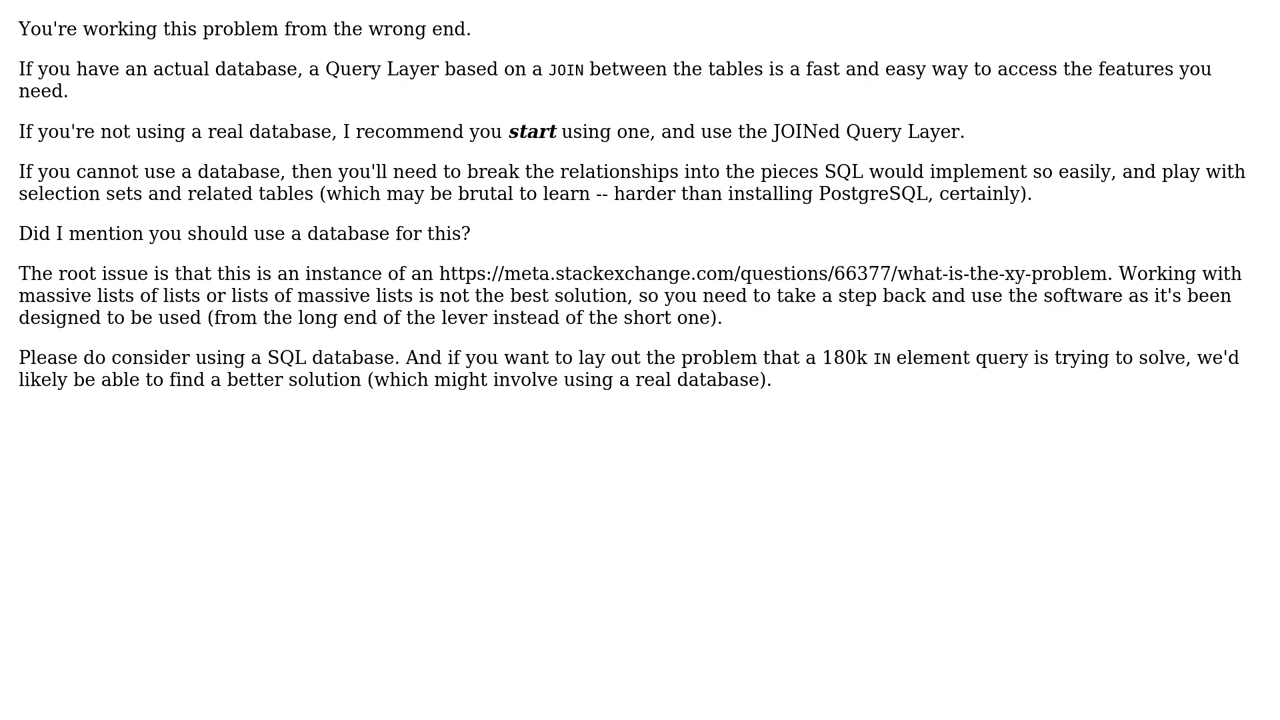 You're working this problem from the wrong end.
If you have an actual database, a Query Layer based on a JOIN between the tables is a fast and easy way to access the features you
need.
If you're not using a real database, I recommend you start using one, and use the JOINed Query Layer.
If you cannot use a database, then you'll need to break the relationships into the pieces SQL would implement so easily, and play with
selection sets and related tables (which may be brutal to learn -- harder than installing PostgreSQL, certainly).
Did I mention you should use a database for this?
The root issue is that this is an instance of an https://meta.stackexchange.com/questions/66377/what-is-the-xy-problem. Working with
massive lists of lists or lists of massive lists is not the best solution, so you need to take a step back and use the software as it's been
designed to be used (from the long end of the lever instead of the short one).
Please do consider using a SQL database. And if you want to lay out the problem that a 180k IN element query is trying to solve, we'd
likely be able to find a better solution (which might involve using a real database).